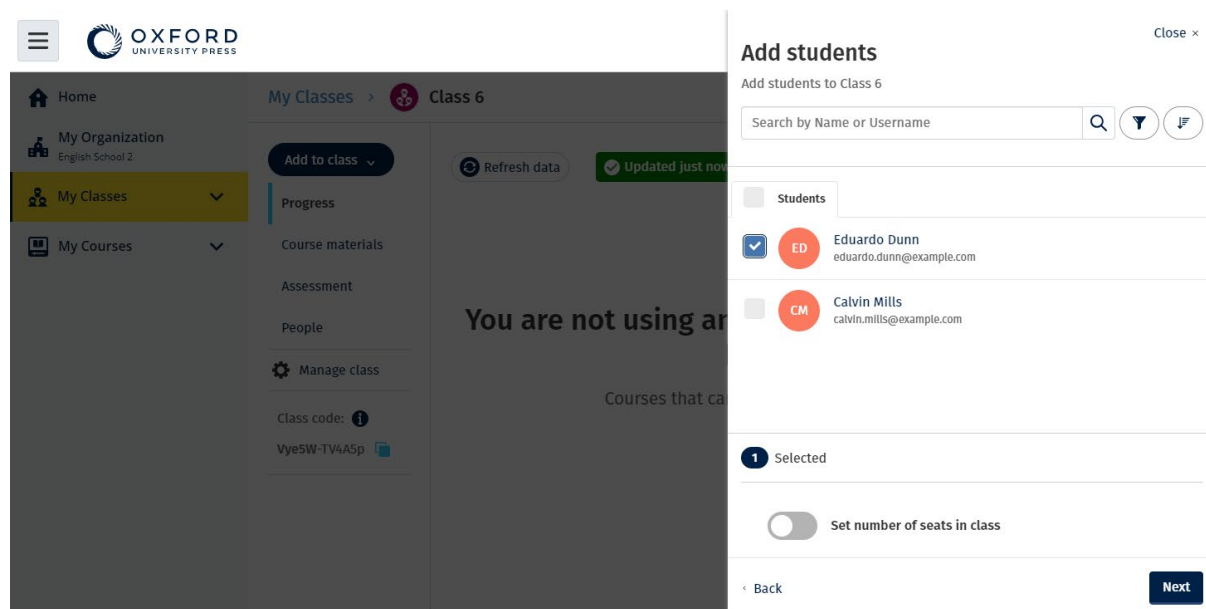 OXFORD
UNIVERSITY PRESS
Home
My Organization
English School 2
My Classes
My Courses
My Classes > Class 6
Add to class
Refresh data
Updated just now
Progress
Course materials
Assessment
People
Manage class
Class code:
Vye5W-TV4A5p
You are not using an
Courses that ca
Close ×
Add students
Add students to Class 6
Search by Name or Username
Students
ED
Eduardo Dunn
eduardo.dunn@example.com
CM
Calvin Mills
calvin.mills@example.com
1 Selected
Set number of seats in class
‹ Back
Next